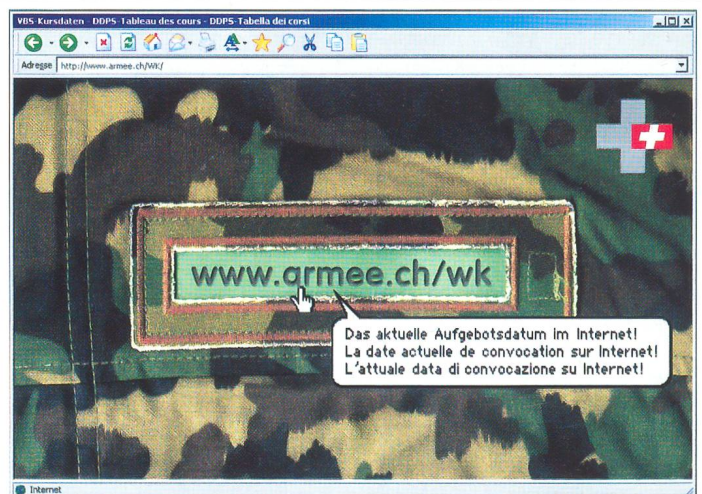 VBS-Kursdaten - DDPS-Tableau des cours - DDPS-Tabella dei corsi
Adresse http://www.armee.ch/WK/
www.armee.ch/wk
Das aktuelle Aufgebotsdatum im Internet!
La date actuelle de convocation sur Internet!
L'attuale data di convocazione su Internet!
Internet